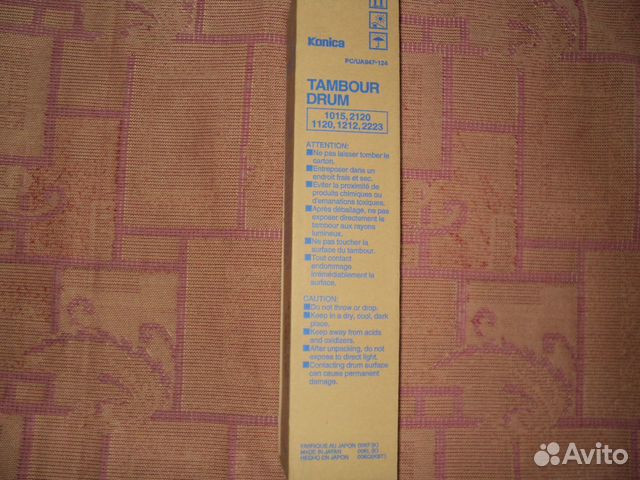 Konica
PC/UA947-124
TAMBOUR
DRUM
1015, 2120
1120, 1212, 2223
ATTENTION:
Ne pas laisser tomber le
carton.
Entreposer dans un
endroit frais et sec.
Eviter la proximité de
produits chimiques ou
d'emanations toxiques.
Après déballage, ne pas
exposer directement le
tambour aux rayons
lumineux.
Ne pas toucher la
surface du tambour.
Tout contact
endommage
irrémédiablement la
surface.
CAUTION:
Do not throw or drop.
Keep in a dry, cool, dark
place.
Keep away from acids
and oxidizers.
After unpacking, do not
expose to direct light.
Contacting drum surface
can cause permanent
damage.
FABRIQUE AU JAPON
MADE IN JAPAN
HECHO EN JAPON
Avito